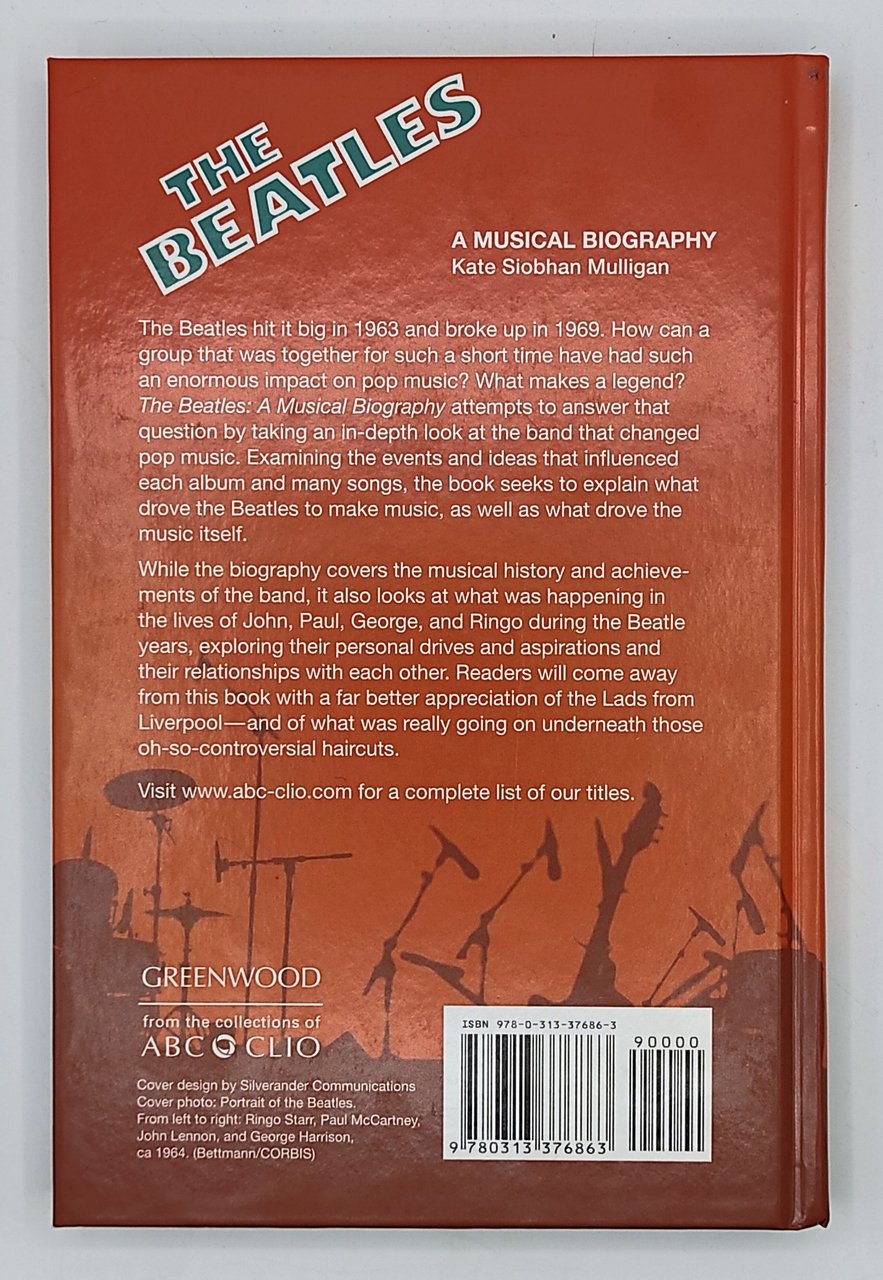 THE
BEATLES
A MUSICAL BIOGRAPHY
Kate Siobhan Mulligan
The Beatles hit it big in 1963 and broke up in 1969. How can a
group that was together for such a short time have had such
an enormous impact on pop music? What makes a legend?
The Beatles: A Musical Biography attempts to answer that
question by taking an in-depth look at the band that changed
pop music. Examining the events and ideas that influenced
each album and many songs, the book seeks to explain what
drove the Beatles to make music, as well as what drove the
music itself.
While the biography covers the musical history and achieve-
ments of the band, it also looks at what was happening in
the lives of John, Paul, George, and Ringo during the Beatle
years, exploring their personal drives and aspirations and
their relationships with each other. Readers will come away
from this book with a far better appreciation of the Lads from
Liverpool—and of what was really going on underneath those
oh-so-controversial haircuts.
Visit www.abc-clio.com for a complete list of our titles.
GREENWOOD
from the collections of
ABC CLIO
Cover design by Silverander Communications
Cover photo: Portrait of the Beatles.
From left to right: Ringo Starr, Paul McCartney,
John Lennon, and George Harrison,
ca 1964. (Bettmann/CORBIS)
ISBN 978-0-313-37686-3
90000
9 780313 376863